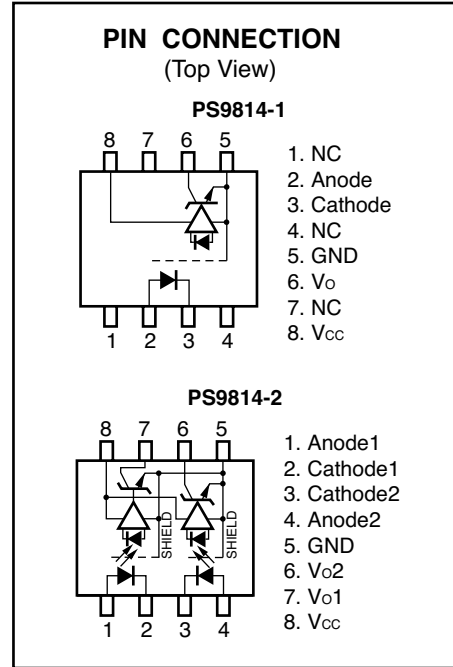 PIN CONNECTION
(Top View)
PS9814-1
8 7 6 5
1 2 3 4
1. NC
2. Anode
3. Cathode
4. NC
5. GND
6. VO
7. NC
8. VCC
PS9814-2
8 7 6 5
SHIELD SHIELD
1 2 3 4
1. Anode1
2. Cathode1
3. Cathode2
4. Anode2
5. GND
6. VO2
7. VO1
8. VCC